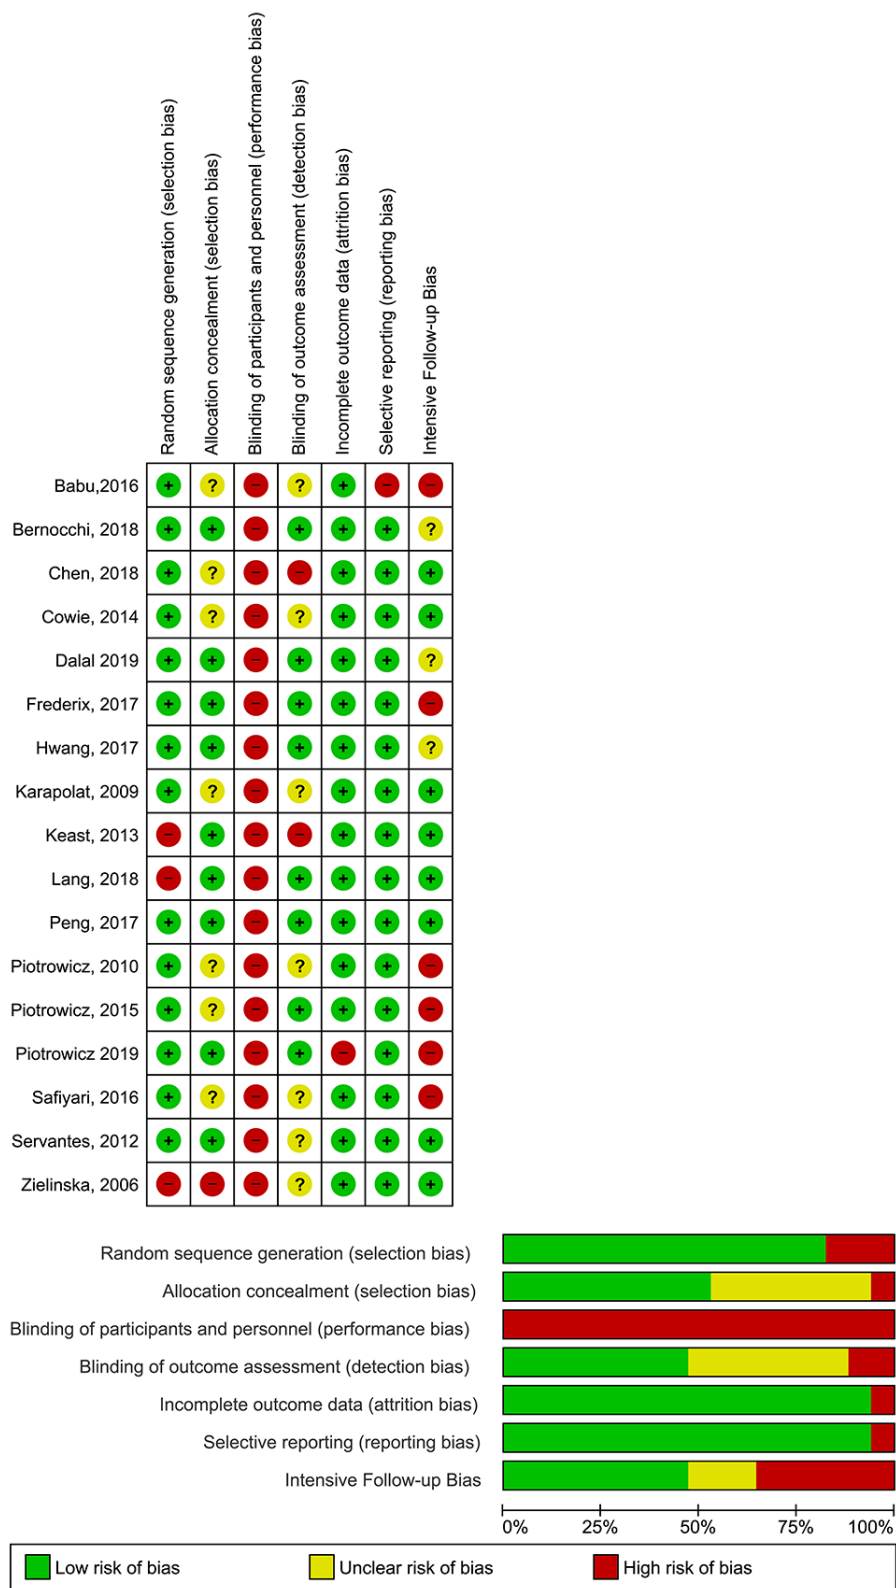 Random sequence generation (selection bias)
Allocation concealment (selection bias)
Blinding of participants and personnel (performance bias)
Blinding of outcome assessment (detection bias)
Incomplete outcome data (attrition bias)
Selective reporting (reporting bias)
Intensive Follow-up Bias
Babu,2016 + ? - ? + - -
Bernocchi, 2018 + + - + + + ?
Chen, 2018 + ? - - + + +
Cowie, 2014 + ? - ? + + +
Dalal 2019 + + - + + + ?
Frederix, 2017 + + - + + + -
Hwang, 2017 + + - + + + ?
Karapolat, 2009 + ? - ? + + +
Keast, 2013 - + - - + + +
Lang, 2018 - + - + + + +
Peng, 2017 + + - + + + +
Piotrowicz, 2010 + ? - ? + + -
Piotrowicz, 2015 + ? - + + + -
Piotrowicz 2019 + + - + - + -
Safiyari, 2016 + ? - ? + + -
Servantes, 2012 + + - ? + + +
Zielinska, 2006 - - - ? + + +
Random sequence generation (selection bias)
Allocation concealment (selection bias)
Blinding of participants and personnel (performance bias)
Blinding of outcome assessment (detection bias)
Incomplete outcome data (attrition bias)
Selective reporting (reporting bias)
Intensive Follow-up Bias
0% 25% 50% 75% 100%
Low risk of bias Unclear risk of bias High risk of bias